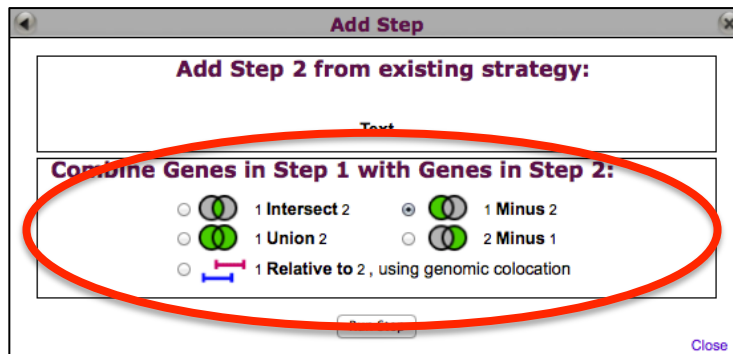 Add Step
Add Step 2 from existing strategy:
Text
Combine Genes in Step 1 with Genes in Step 2:
1 Intersect 2 1 Minus 2
1 Union 2 2 Minus 1
1 Relative to 2 , using genomic colocation
Run Step
Close